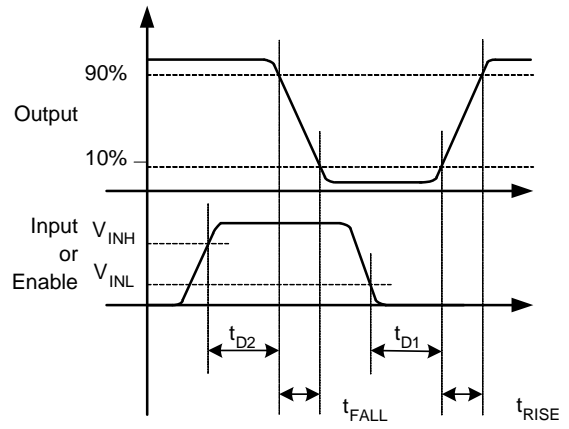 90%
Output
10%
Input
or
Enable
V_INH
V_INL
t_D2
t_D1
t_FALL
t_RISE